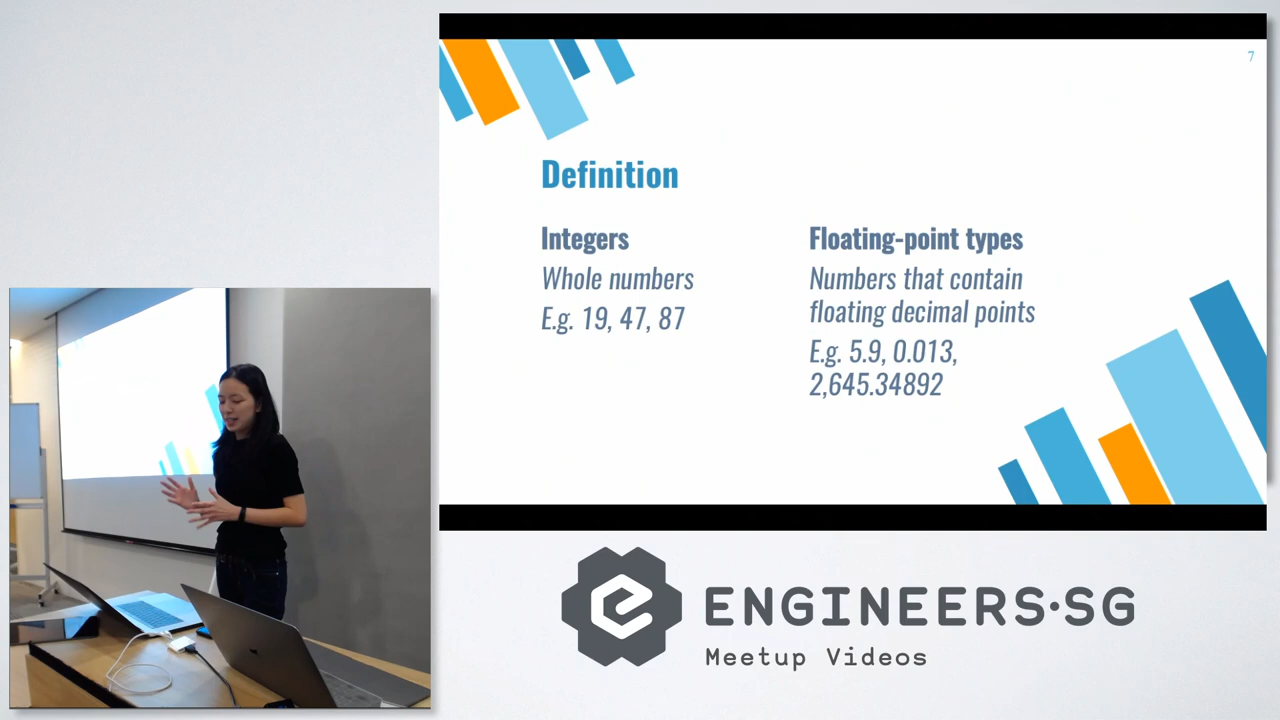 7
Definition
Integers
Whole numbers
E.g. 19, 47, 87
Floating-point types
Numbers that contain
floating decimal points
E.g. 5.9, 0.013,
2,645.34892
ENGINEERS·SG
Meetup Videos